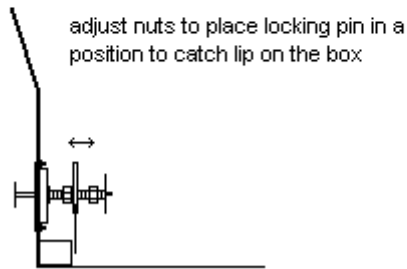 adjust nuts to place locking pin in a
position to catch lip on the box